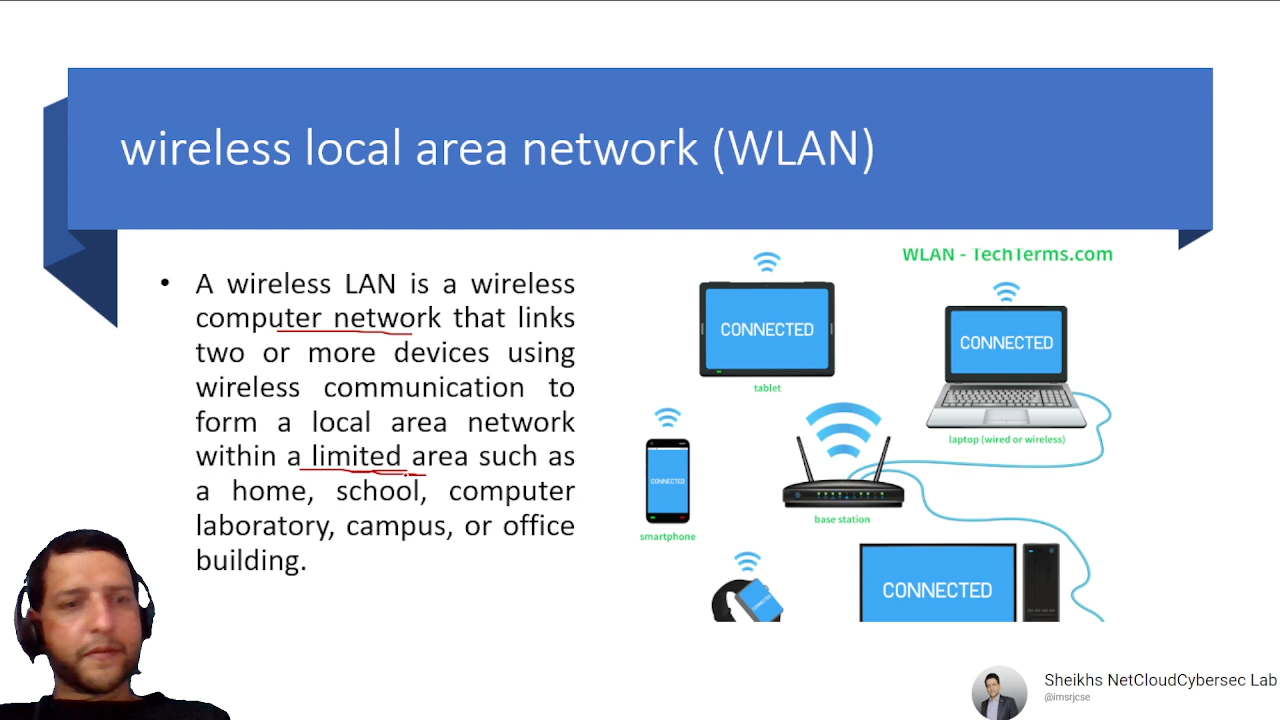 wireless local area network (WLAN)
• A wireless LAN is a wireless
computer network that links
two or more devices using
wireless communication to
form a local area network
within a limited area such as
a home, school, computer
laboratory, campus, or office
building.
WLAN - TechTerms.com
CONNECTED
tablet
CONNECTED
laptop (wired or wireless)
CONNECTED
smartphone
base station
CONNECTED
CONNECTED
Sheikhs NetCloudCybersec Lab
@imsrjcse